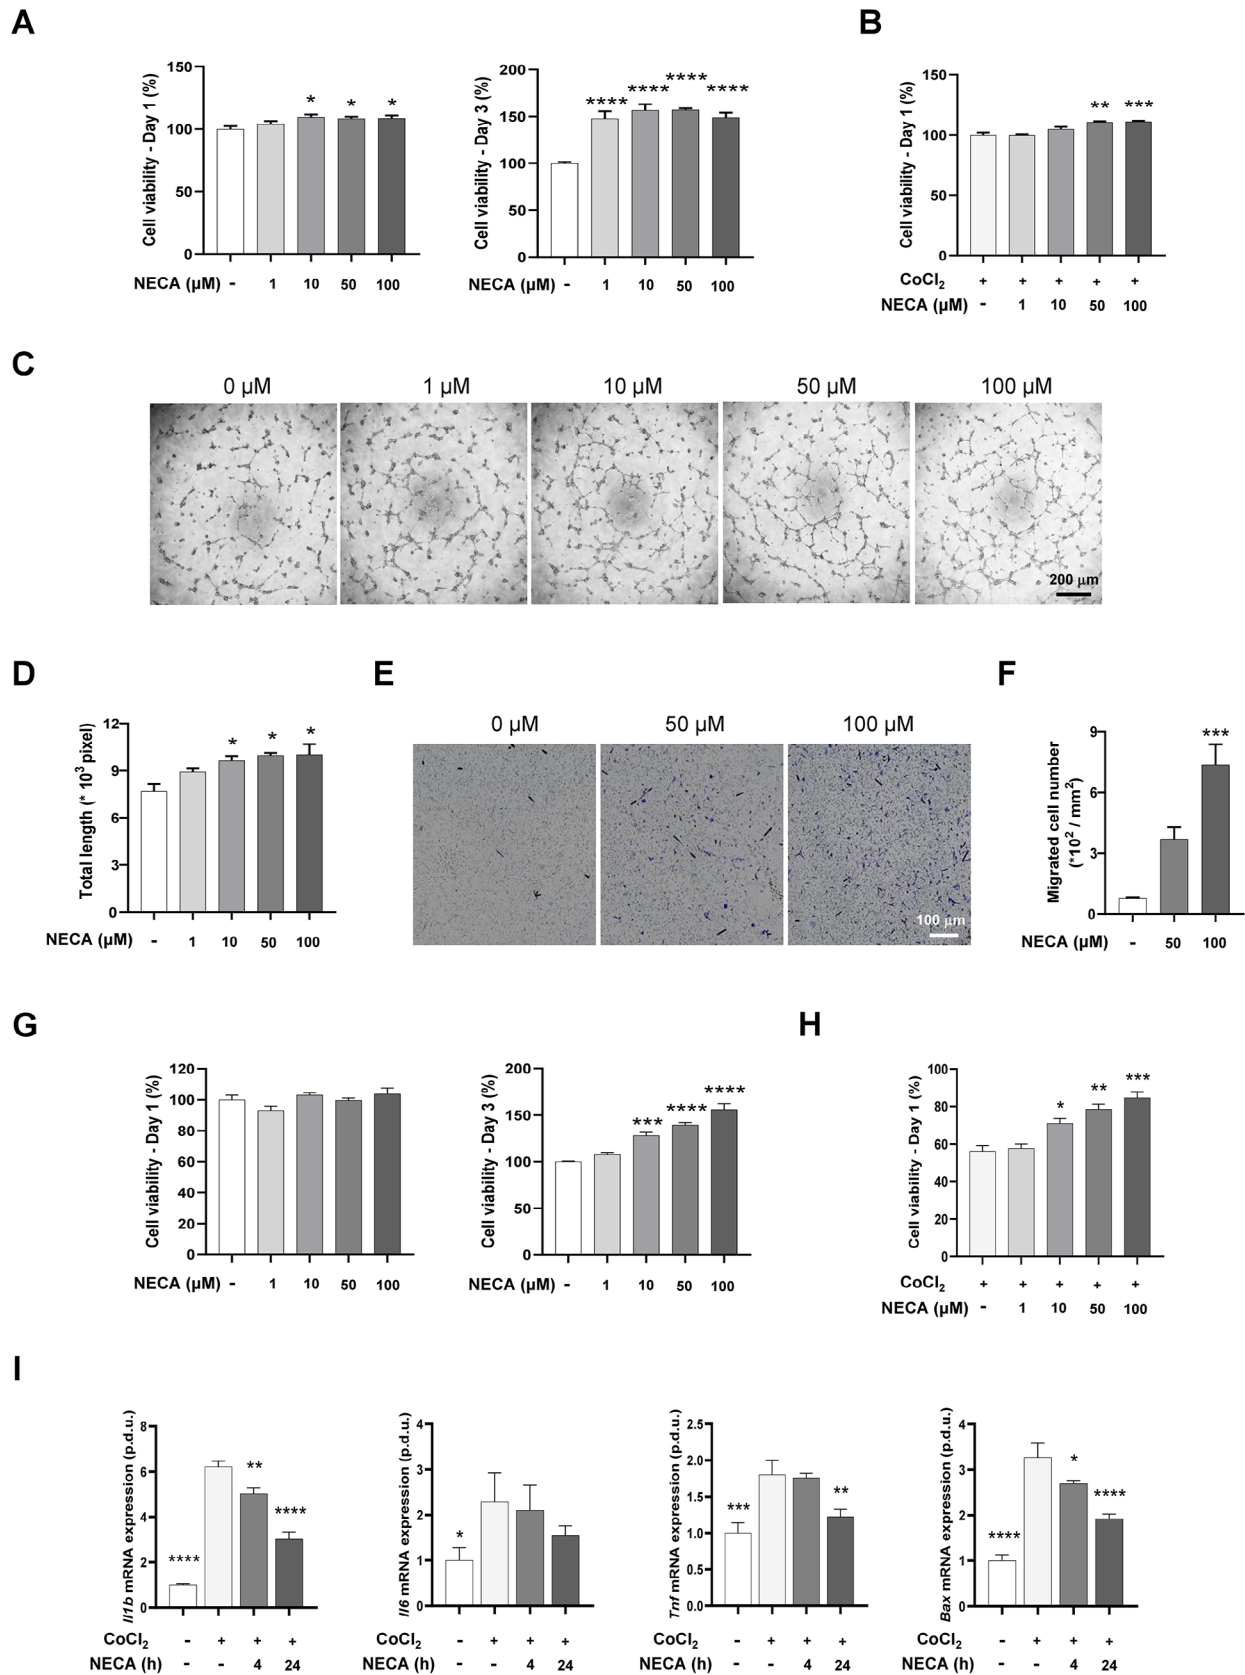 A
B
150
100
50
0
Cell viability - Day 1 (%)
*
*
*
NECA (µM) - 1 10 50 100
200
150
100
50
0
Cell viability - Day 3 (%)
****
****
****
****
NECA (µM) - 1 10 50 100
150
100
50
0
Cell viability - Day 1 (%)
**
***
CoCl₂ + + + + +
NECA (µM) - 1 10 50 100
C
0 µM
1 µM
10 µM
50 µM
100 µM
200 µm
D
E
F
12
9
6
3
0
Total length (* 10³ pixel)
*
*
*
NECA (µM) - 1 10 50 100
0 µM
50 µM
100 µM
100 µm
9
6
3
0
Migrated cell number
(*10² / mm²)
***
NECA (µM) - 50 100
G
H
120
100
80
60
40
20
0
Cell viability - Day 1 (%)
NECA (µM) - 1 10 50 100
200
150
100
50
0
Cell viability - Day 3 (%)
***
****
****
NECA (µM) - 1 10 50 100
100
80
60
40
20
0
Cell viability - Day 1 (%)
*
**
***
CoCl₂ + + + + +
NECA (µM) - 1 10 50 100
I
8
6
4
2
0
Il1b mRNA expression (p.d.u.)
****
**
****
CoCl₂ - + + +
NECA (h) - - 4 24
4
3
2
1
0
Il6 mRNA expression (p.d.u.)
*
CoCl₂ - + + +
NECA (h) - - 4 24
2.5
2.0
1.5
1.0
0.5
0.0
Tnf mRNA expression (p.d.u.)
***
**
CoCl₂ - + + +
NECA (h) - - 4 24
4
3
2
1
0
Bax mRNA expression (p.d.u.)
****
*
****
CoCl₂ - + + +
NECA (h) - - 4 24